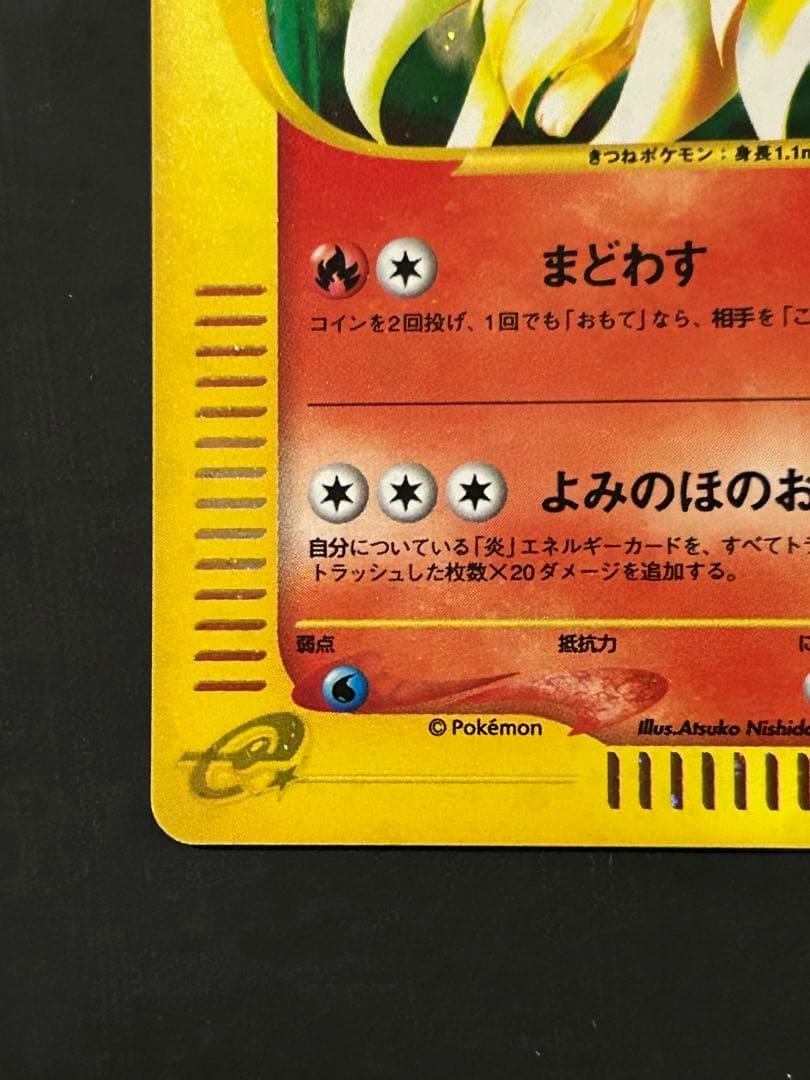 きつねポケモン：身長1.1m
まどわす
コインを2回投げ、1回でも「おもて」なら、相手を「こ
よみのほのお
自分についている「炎」エネルギーカードを、すべてトラ
トラッシュした枚数×20ダメージを追加する。
弱点 抵抗力 に
© Pokémon Illus.Atsuko Nishida